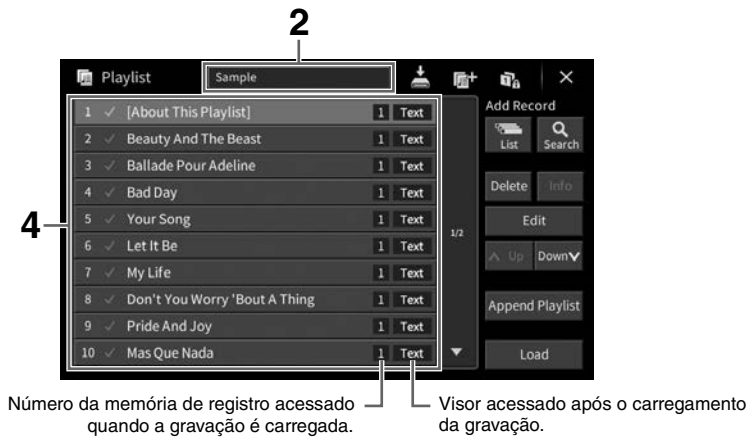 2
Playlist Sample
1 [About This Playlist] 1 Text
2 Beauty And The Beast 1 Text
3 Ballade Pour Adeline 1 Text
4 Bad Day 1 Text
5 Your Song 1 Text
6 Let It Be 1 Text
7 My Life 1 Text
8 Don't You Worry 'Bout A Thing 1 Text
9 Pride And Joy 1 Text
10 Mas Que Nada 1 Text
4
1/2
Add Record
List Search
Delete Info
Edit
Up Down
Append Playlist
Load
Número da memória de registro acessado
quando a gravação é carregada.
Visor acessado após o carregamento
da gravação.